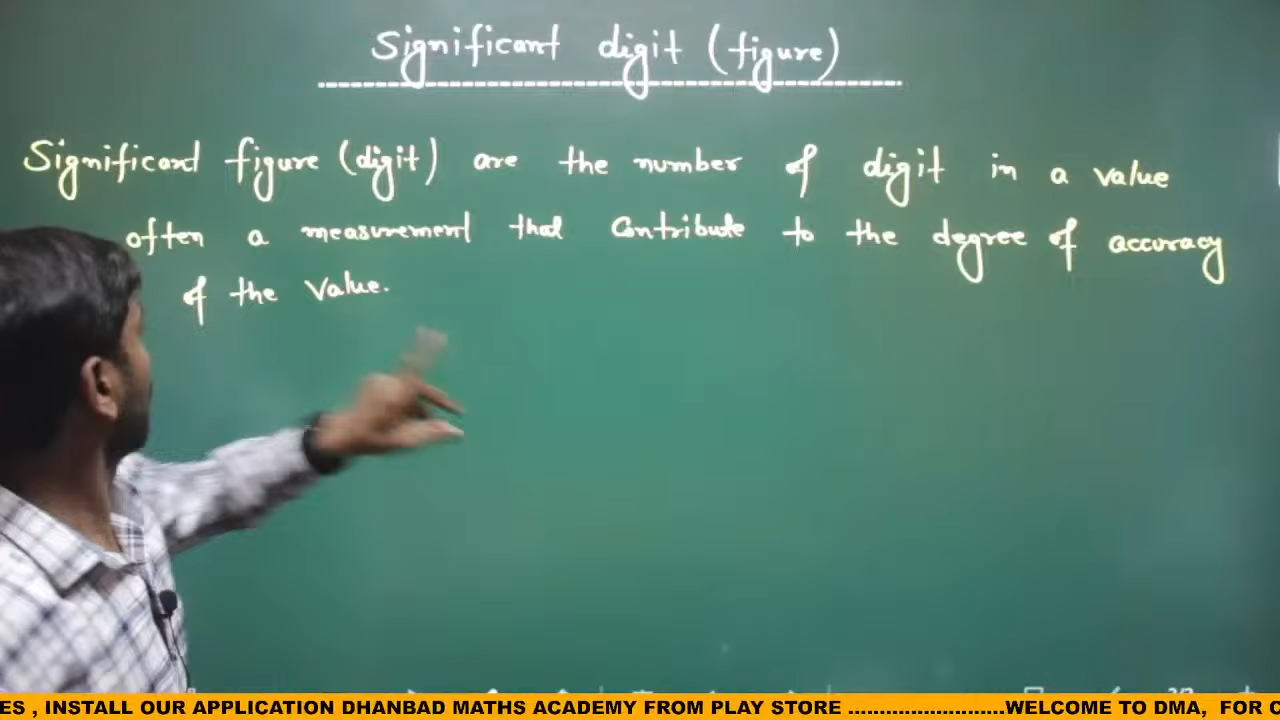 Significant digit (figure)
Significant figure (digit) are the number of digit in a value
often a measurement that Contribute to the degree of accuracy
of the Value.
ES , INSTALL OUR APPLICATION DHANBAD MATHS ACADEMY FROM PLAY STORE .........................WELCOME TO DMA, FOR C